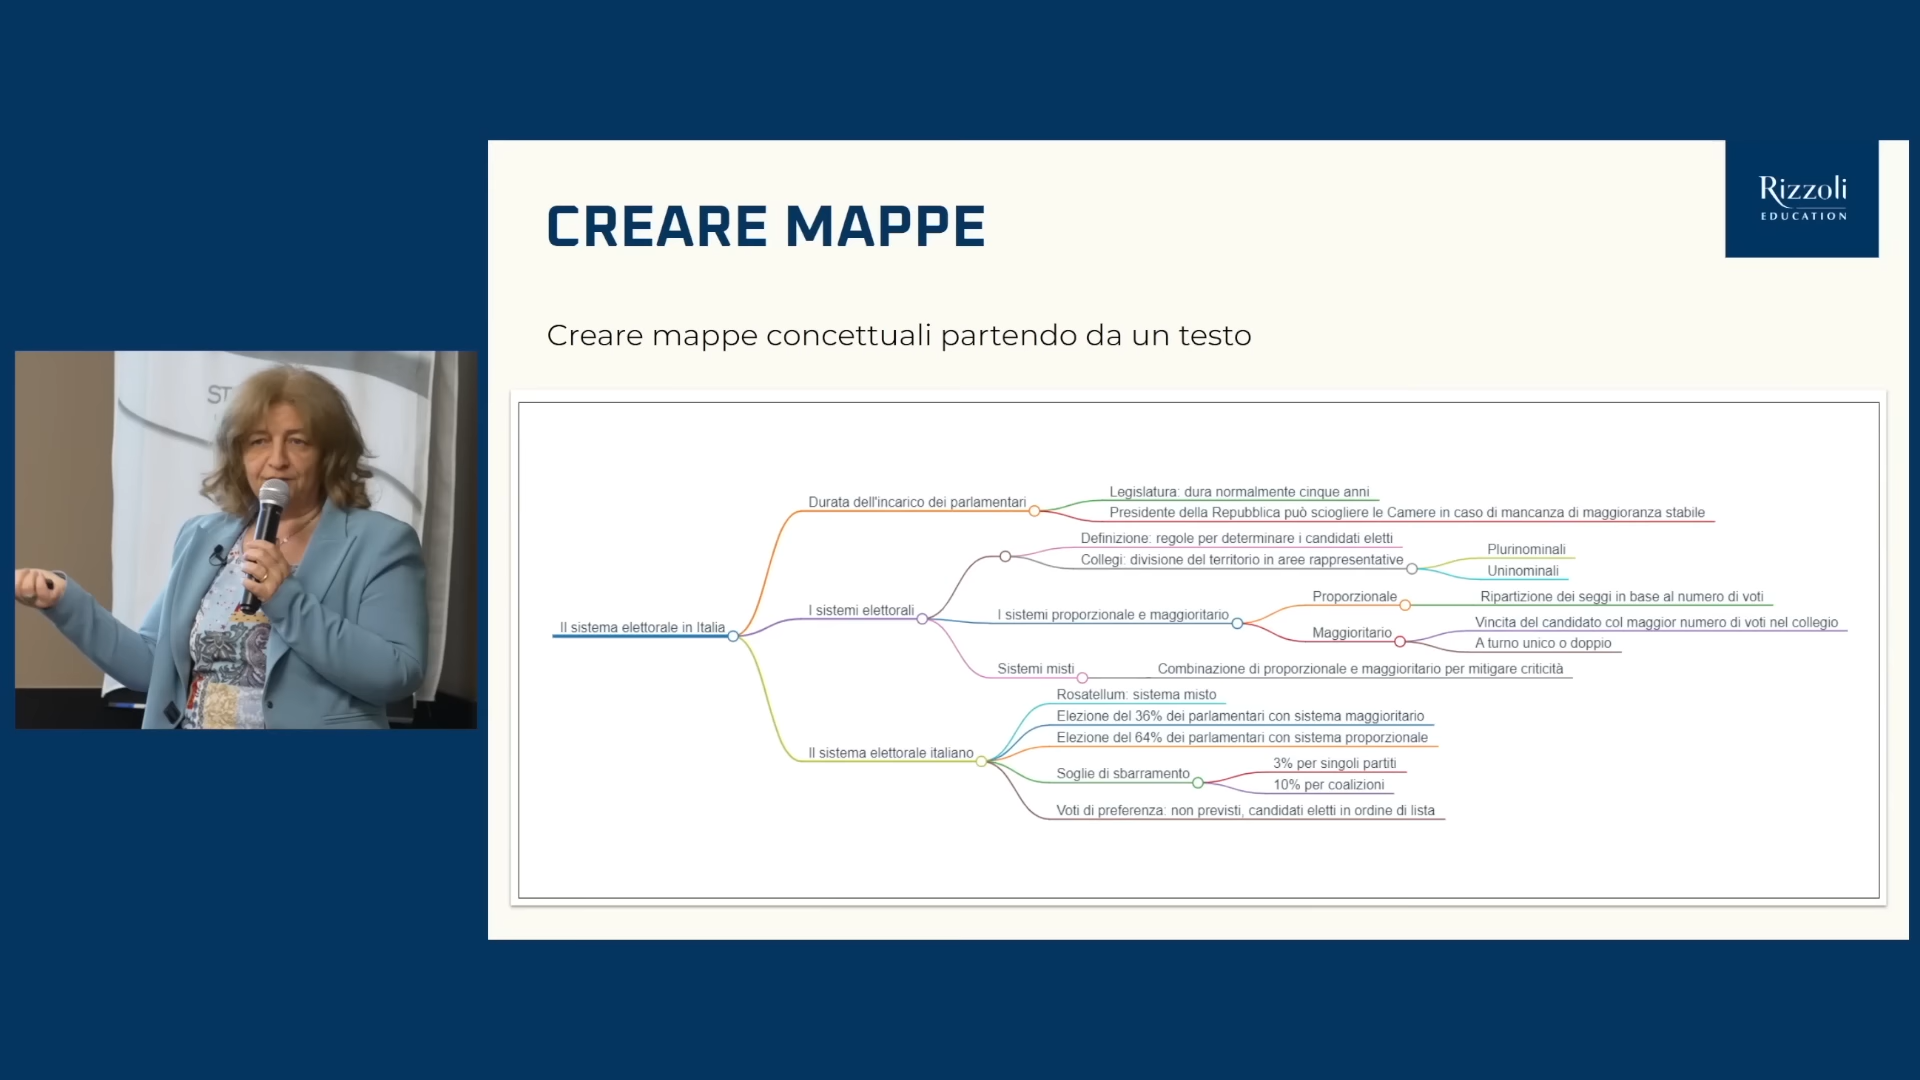 Rizzoli
EDUCATION
CREARE MAPPE
Creare mappe concettuali partendo da un testo
ST
Il sistema elettorale in Italia
Durata dell'incarico dei parlamentari
Legislatura: dura normalmente cinque anni
Presidente della Repubblica può sciogliere le Camere in caso di mancanza di maggioranza stabile
I sistemi elettorali
Definizione: regole per determinare i candidati eletti
Collegi: divisione del territorio in aree rappresentative
Plurinominali
Uninominali
I sistemi proporzionale e maggioritario
Proporzionale
Ripartizione dei seggi in base al numero di voti
Maggioritario
Vincita del candidato col maggior numero di voti nel collegio
A turno unico o doppio
Sistemi misti
Combinazione di proporzionale e maggioritario per mitigare criticità
Il sistema elettorale italiano
Rosatellum: sistema misto
Elezione del 36% dei parlamentari con sistema maggioritario
Elezione del 64% dei parlamentari con sistema proporzionale
Soglie di sbarramento
3% per singoli partiti
10% per coalizioni
Voti di preferenza: non previsti, candidati eletti in ordine di lista